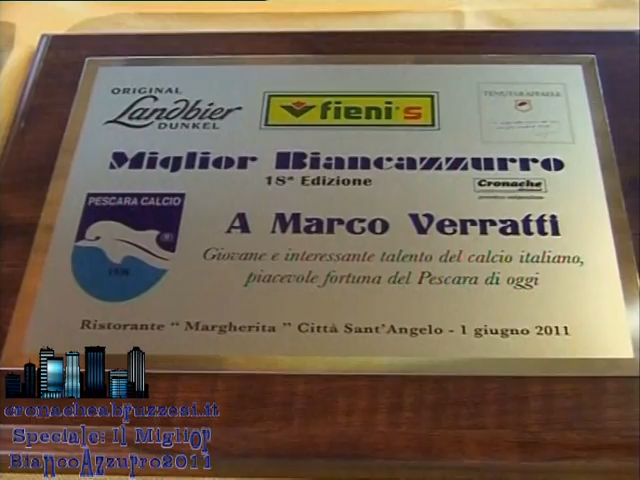 ORIGINAL
Landbier
DUNKEL
fieni's
TENUTARAPAELE
Miglior Biancazzurro
18ª Edizione
Cronache
PESCARA CALCIO
1936
A Marco Verratti
Giovane e interessante talento del calcio italiano,
piacevole fortuna del Pescara di oggi
Ristorante “ Margherita ” Città Sant'Angelo - 1 giugno 2011
cronacheabruzzesi.it
Speciale: Il Miglior
BiancoAzzurro2011